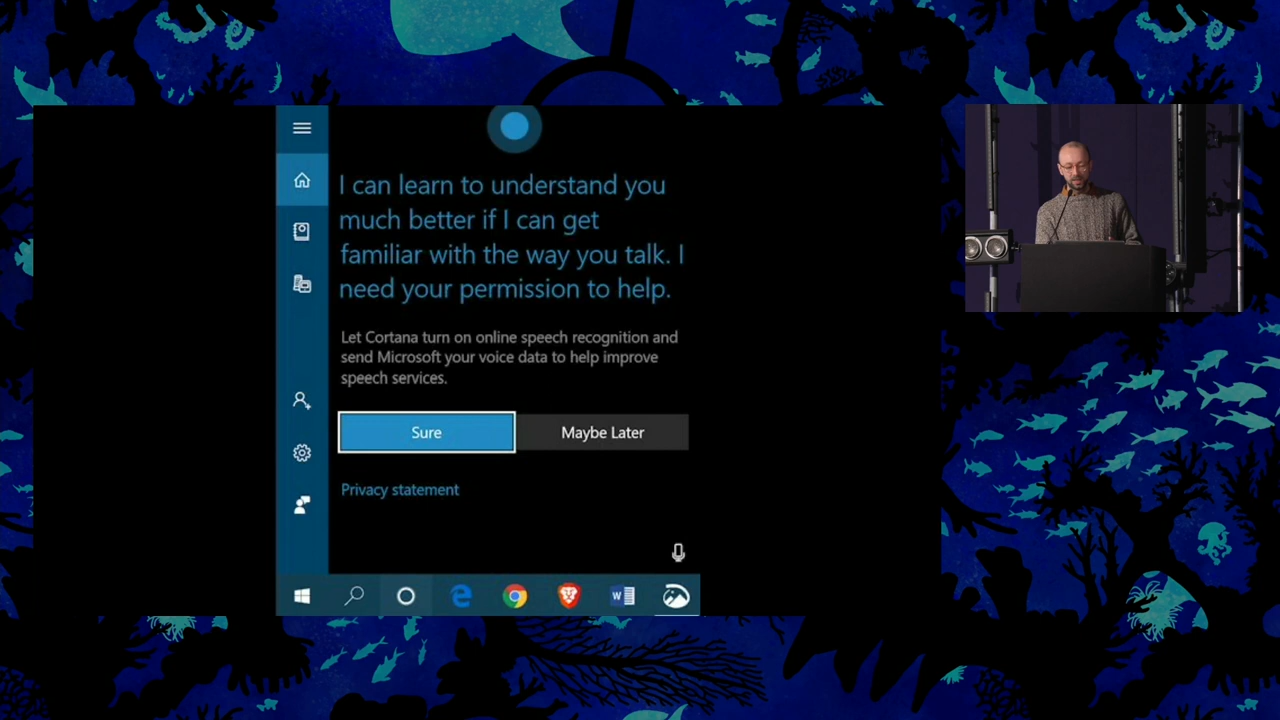 I can learn to understand you
much better if I can get
familiar with the way you talk. I
need your permission to help.
Let Cortana turn on online speech recognition and
send Microsoft your voice data to help improve
speech services.
Sure
Maybe Later
Privacy statement
W